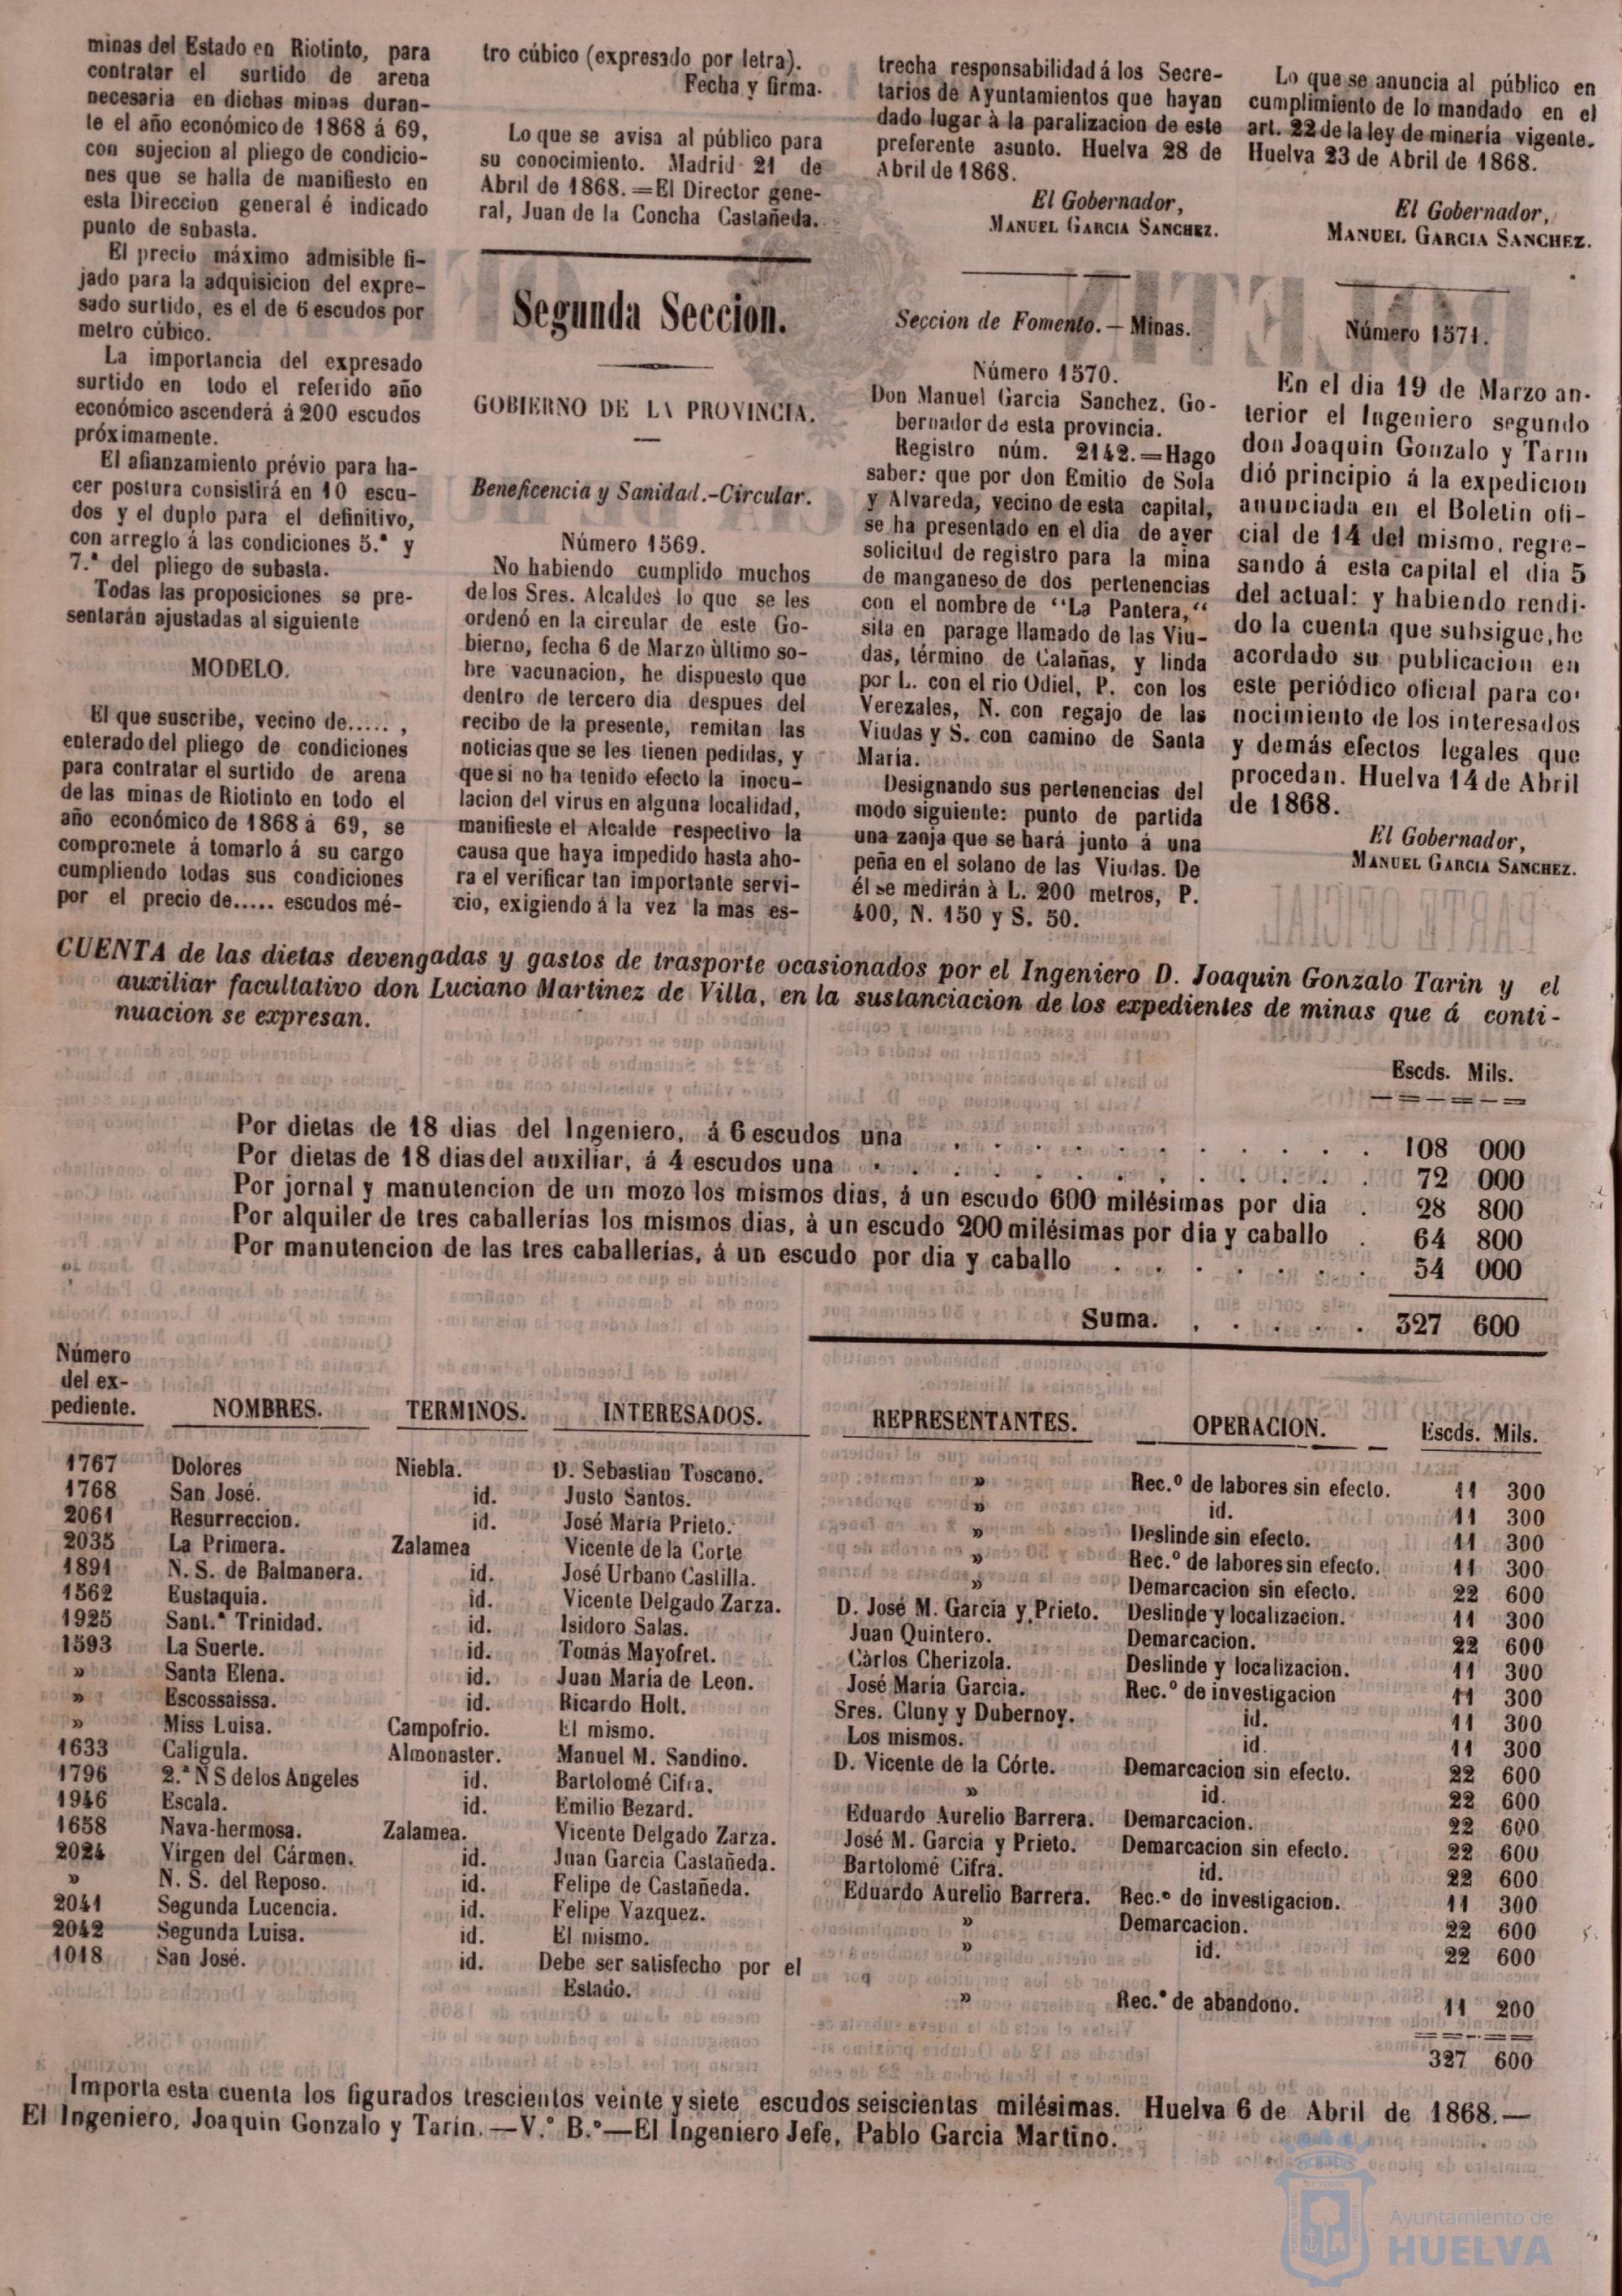 minas del Estado en Riotinto, para
contratar el surtido de arena
necesaria en dichas minas duran-
te el año económico de 1868 á 69,
con sujecion al pliego de condicio-
nes que se halla de manifiesto en
esta Direccion general é indicado
punto de subasta.
El precio máximo admisible fi-
jado para la adquisicion del expre-
sado surtido, es el de 6 escudos por
metro cúbico.
La importancia del expresado
surtido en todo el referido año
económico ascenderá á 200 escudos
próximamente.
El afianzamiento prévio para ha-
cer postura consistirá en 10 escu-
dos y el duplo para el definitivo,
con arreglo á las condiciones 5.ª y
7.ª del pliego de subasta.
Todas las proposiciones se pre-
sentarán ajustadas al siguiente
MODELO.
El que suscribe, vecino de..... ,
enterado del pliego de condiciones
para contratar el surtido de arena
de las minas de Riotinto en todo el
año económico de 1868 á 69, se
compromete á tomarlo á su cargo
cumpliendo todas sus condiciones
por el precio de..... escudos mé-
tro cúbico (expresado por letra).
Fecha y firma.
Lo que se avisa al público para
su conocimiento. Madrid 21 de
Abril de 1868.=El Director gene-
ral, Juan de la Concha Castañeda.
Segunda Seccion.
GOBIERNO DE LA PROVINCIA.
Beneficencia y Sanidad.-Circular.
Número 1569.
No habiendo cumplido muchos
de los Sres. Alcaldes lo que se les
ordenó en la circular de este Go-
bierno, fecha 6 de Marzo ùltimo so-
bre vacunacion, he dispuesto que
dentro de tercero dia despues del
recibo de la presente, remitan las
noticias que se les tienen pedidas, y
que si no ha tenido efecto la inocu-
lacion del virus en alguna localidad,
manifieste el Alcalde respectivo la
causa que haya impedido hasta aho-
ra el verificar tan importante servi-
cio, exigiendo á la vez la mas es-
trecha responsabilidad á los Secre-
tarios de Ayuntamientos que hayan
dado lugar à la paralizacion de este
preferente asunto. Huelva 28 de
Abril de 1868.
El Gobernador,
MANUEL GARCIA SANCHEZ.
Seccion de Fomento.—Minas.
Número 1570.
Don Manuel Garcia Sanchez, Go-
bernador de esta provincia.
Registro núm. 2142.=Hago
saber: que por don Emilio de Sola
y Alvareda, vecino de esta capital,
se ha presentado en el dia de ayer
solicitud de registro para la mina
de manganeso de dos pertenencias
con el nombre de “La Pantera,“
sita en parage llamado de las Viu-
das, término de Calañas, y linda
por L. con el rio Odiel, P. con los
Verezales, N. con regajo de las
Viudas y S. con camino de Santa
María.
Designando sus pertenencias del
modo siguiente: punto de partida
una zanja que se hará junto á una
peña en el solano de las Viudas. De
él se medirán à L. 200 metros, P.
400, N. 150 y S. 50.
Lo que se anuncia al público en
cumplimiento de lo mandado en el
art. 22 de la ley de minería vigente.
Huelva 23 de Abril de 1868.
El Gobernador,
MANUEL GARCIA SANCHEZ.
Número 1571.
En el dia 19 de Marzo an-
terior el Ingeniero segundo
don Joaquin Gonzalo y Tarin
dió principio á la expedicion
anunciada en el Boletin ofi-
cial de 14 del mismo, regre-
sando á esta capital el dia 5
del actual: y habiendo rendi-
do la cuenta que subsigue, he
acordado su publicacion en
este periódico oficial para co-
nocimiento de los interesados
y demás efectos legales que
procedan. Huelva 14 de Abril
de 1868.
El Gobernador,
MANUEL GARCIA SANCHEZ.
CUENTA de las dietas devengadas y gastos de trasporte ocasionados por el Ingeniero D. Joaquin Gonzalo Tarin y el
auxiliar facultativo don Luciano Martinez de Villa, en la sustanciacion de los expedientes de minas que á conti-
nuacion se expresan.
Escds. Mils.
Por dietas de 18 dias del Ingeniero, á 6 escudos una . . . . . . . . . . . 108 000
Por dietas de 18 dias del auxiliar, á 4 escudos una . . . . . . . . . . . 72 000
Por jornal y manutencion de un mozo los mismos dias, á un escudo 600 milésimas por dia . 28 800
Por alquiler de tres caballerías los mismos dias, à un escudo 200 milésimas por dia y caballo . 64 800
Por manutencion de las tres caballerías, á un escudo por dia y caballo . . . . . . . 54 000
Suma. . . . . . 327 600
Número
del ex-
pediente. NOMBRES. TERMINOS. INTERESADOS. REPRESENTANTES. OPERACION. Escds. Mils.
1767 Dolores Niebla. D. Sebastian Toscano. » Rec.º de labores sin efecto. 11 300
1768 San José. id. Justo Santos. » id. 11 300
2061 Resurreccion. id. José María Prieto. » Deslinde sin efecto. 11 300
2035 La Primera. Zalamea Vicente de la Corte » Rec.º de labores sin efecto. 11 300
1891 N. S. de Balmanera. id. José Urbano Castilla. » Demarcacion sin efecto. 22 600
1562 Eustaquia. id. Vicente Delgado Zarza. D. José M. Garcia y Prieto. Deslinde y localizacion. 11 300
1925 Sant.ª Trinidad. id. Isidoro Salas. Juan Quintero. Demarcacion. 22 600
1593 La Suerte. id. Tomás Mayofret. Cárlos Cherizola. Deslinde y localizacion. 11 300
» Santa Elena. id. Juan María de Leon. José Maria Garcia. Rec.º de investigacion 11 300
» Escossaissa. id. Ricardo Holt. Sres. Cluny y Dubernoy. id. 11 300
» Miss Luisa. Campofrio. El mismo. Los mismos. id. 11 300
1633 Caligula. Almonaster. Manuel M. Sandino. D. Vicente de la Córte. Demarcacion sin efecto. 22 600
1796 2.ª N S de los Angeles id. Bartolomé Cifra. » id. 22 600
1946 Escala. id. Emilio Bezard. Eduardo Aurelio Barrera. Demarcacion. 22 600
1658 Nava-hermosa. Zalamea. Vicente Delgado Zarza. José M. Garcia y Prieto. Demarcacion sin efecto. 22 600
2024 Vírgen del Cármen. id. Juan Garcia Castañeda. Bartolomé Cifra. id. 22 600
» N. S. del Reposo. id. Felipe de Castañeda. Eduardo Aurelio Barrera. Rec.º de investigacion. 11 300
2041 Segunda Lucencia. id. Felipe Vazquez. » Demarcacion. 22 600
2042 Segunda Luisa. id. El mismo. » id. 22 600
1018 San José. id. Debe ser satisfecho por el
Estado. » Rec.º de abandono. 11 200
327 600
Importa esta cuenta los figurados trescientos veinte y siete escudos seiscientas milésimas. Huelva 6 de Abril de 1868.—
El Ingeniero, Joaquin Gonzalo y Tarin.—V.º B.º—El Ingeniero Jefe, Pablo Garcia Martino.
Ayuntamiento de
HUELVA